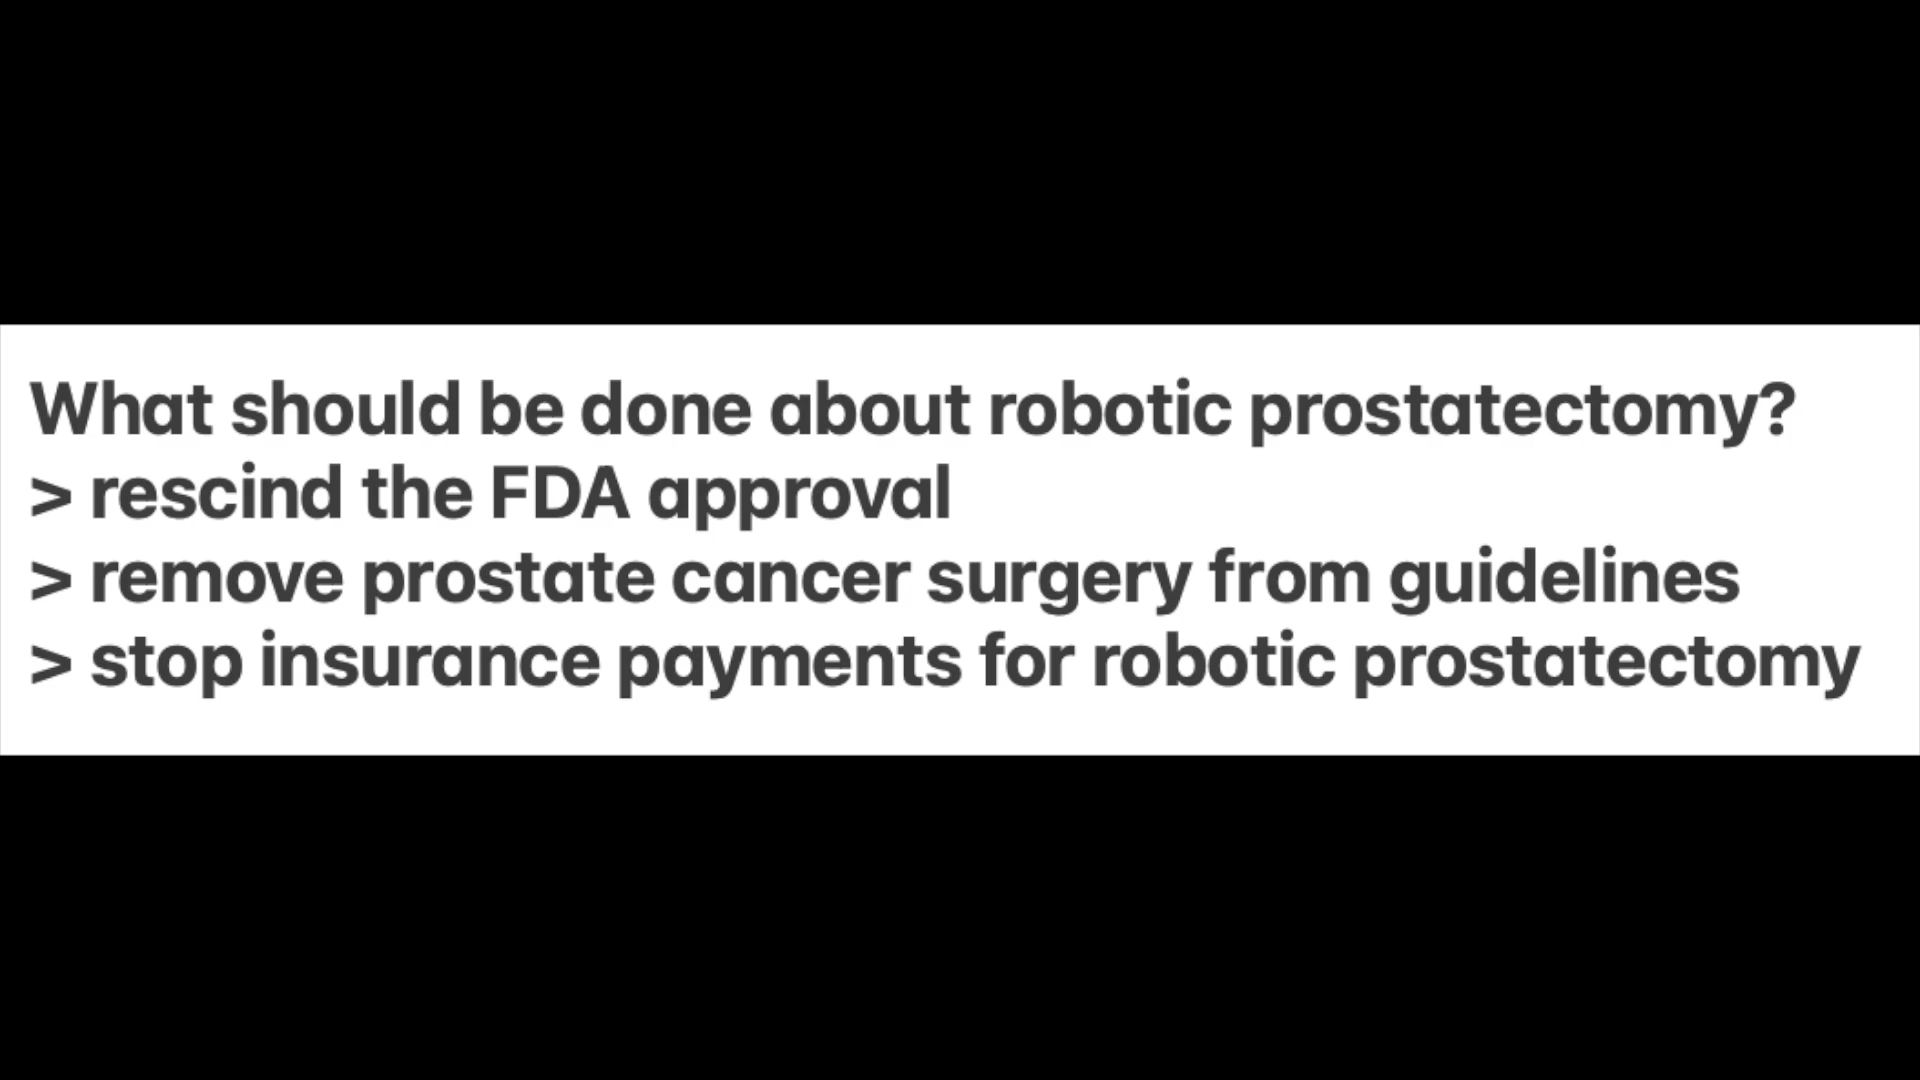 What should be done about robotic prostatectomy?
> rescind the FDA approval
> remove prostate cancer surgery from guidelines
> stop insurance payments for robotic prostatectomy